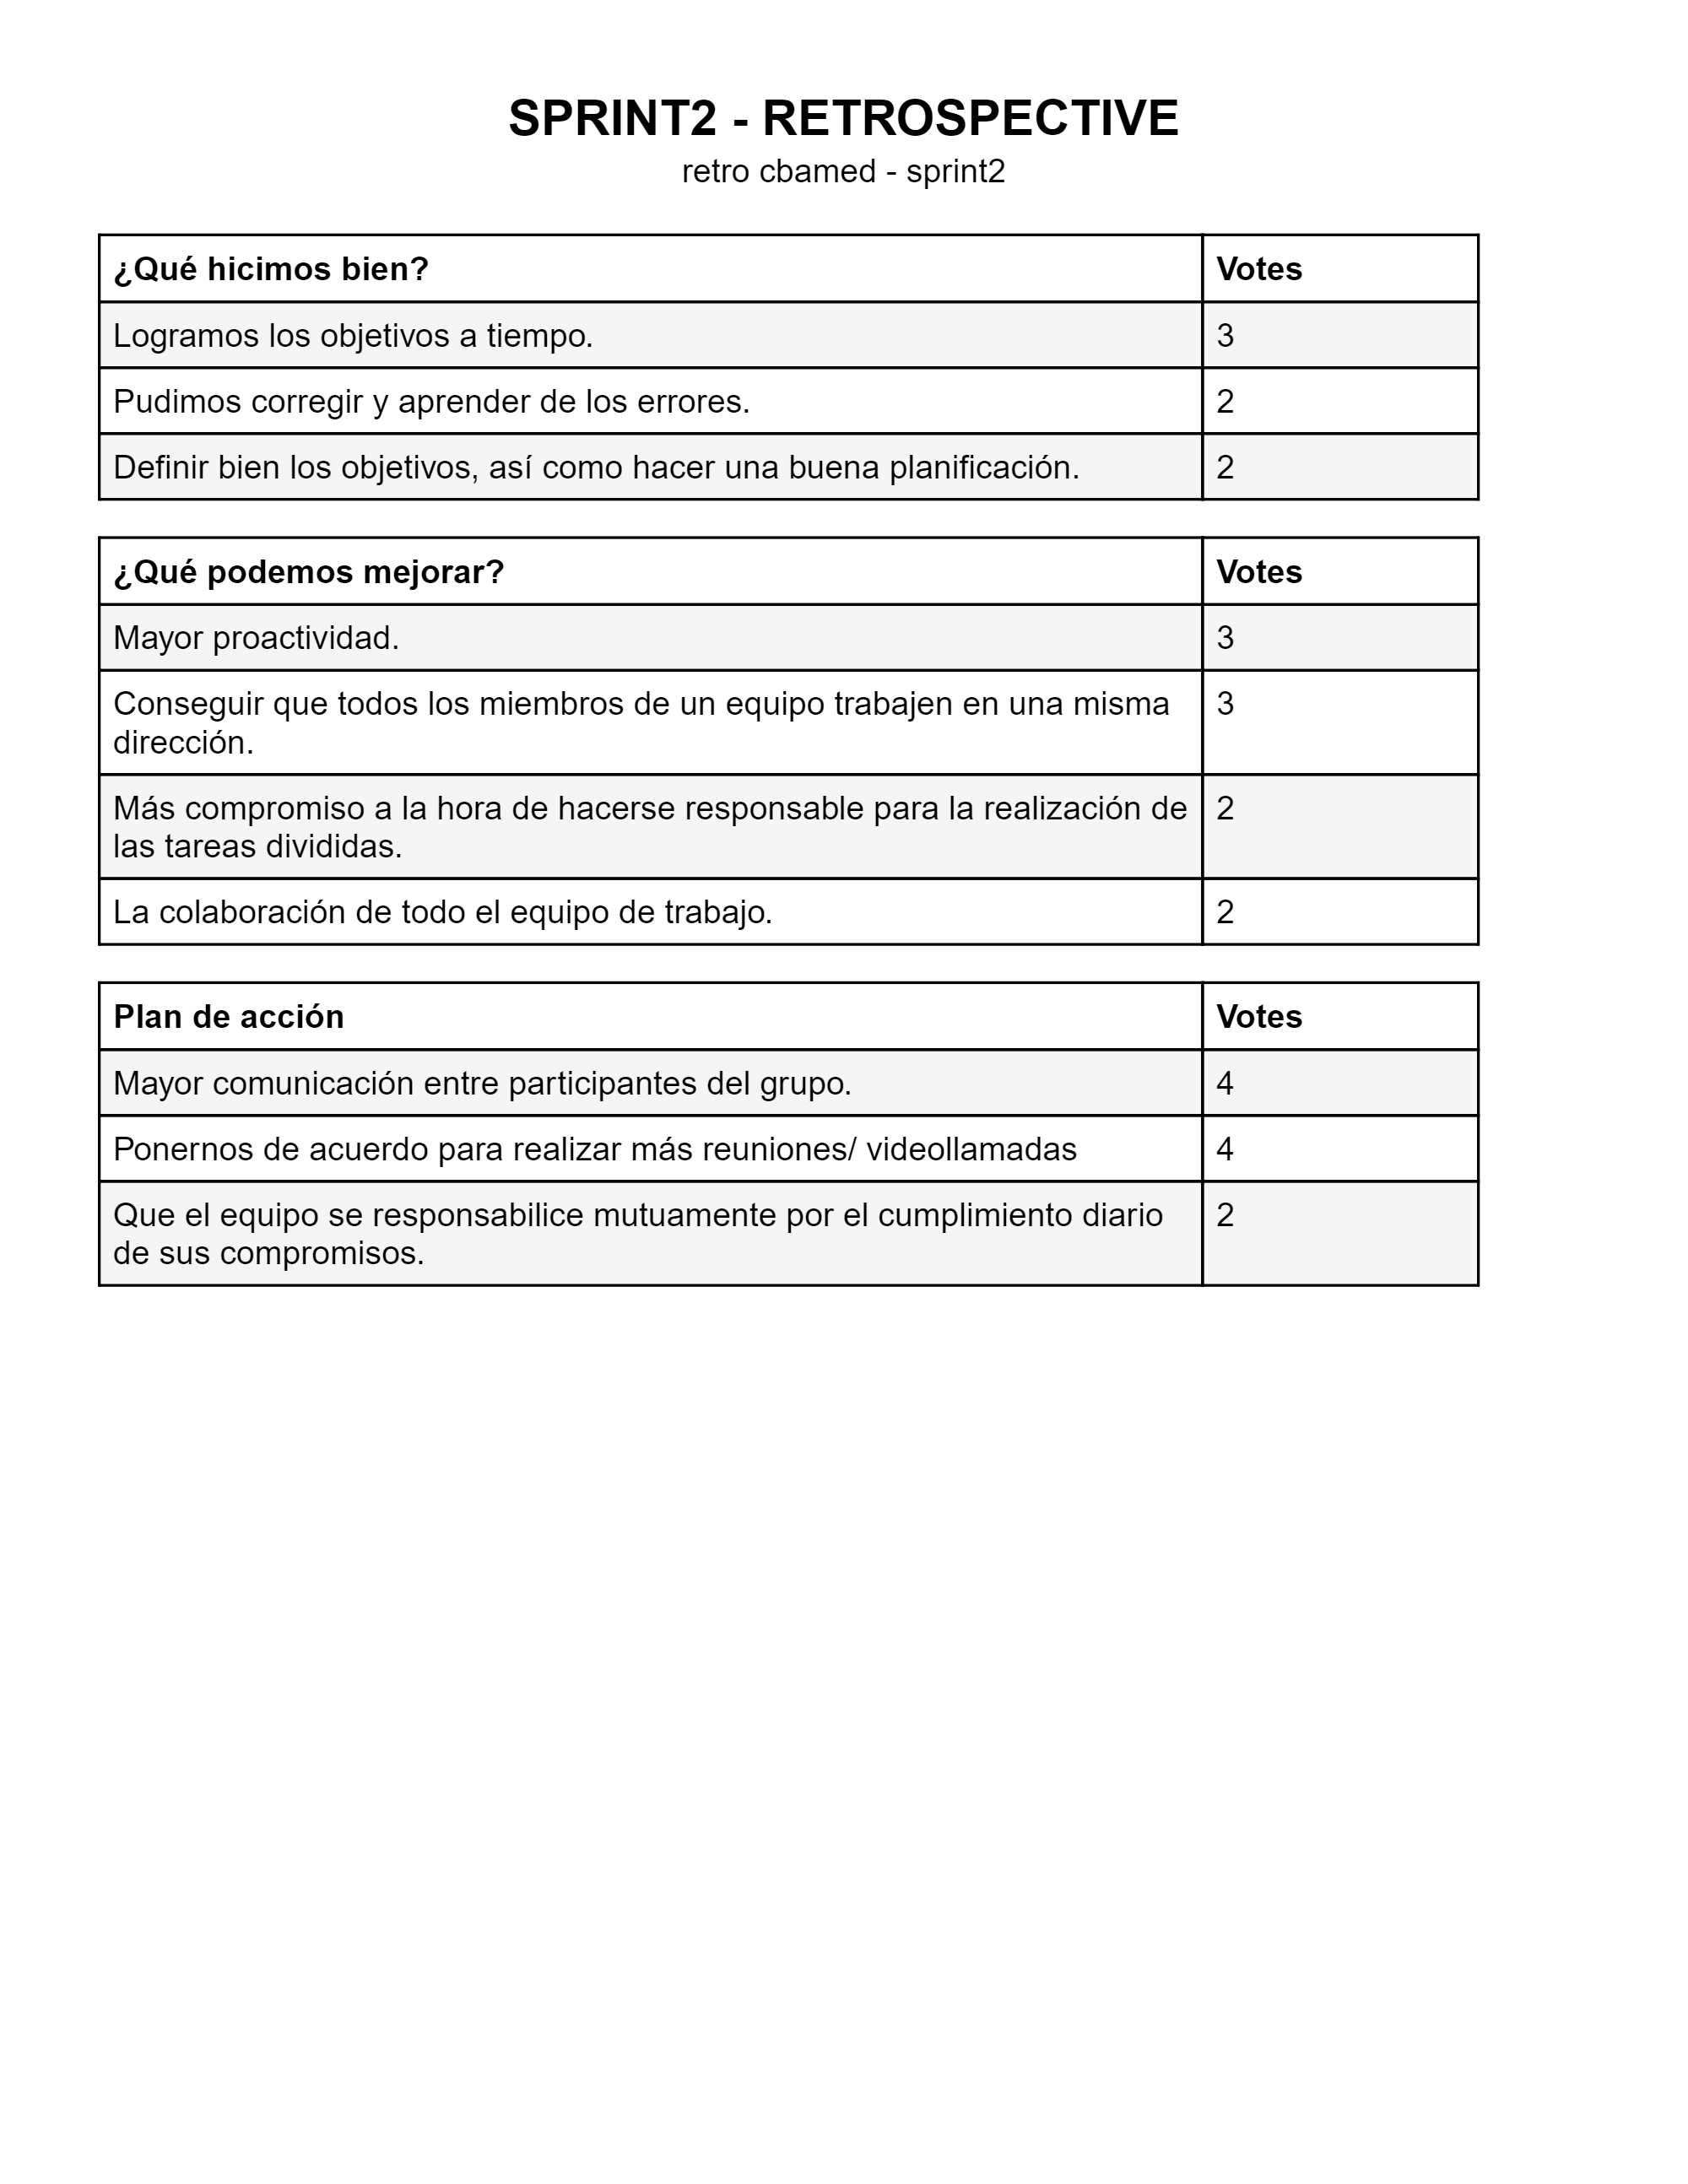 SPRINT2 - RETROSPECTIVE
retro cbamed - sprint2
¿Qué hicimos bien? Votes
Logramos los objetivos a tiempo. 3
Pudimos corregir y aprender de los errores. 2
Definir bien los objetivos, así como hacer una buena planificación. 2
¿Qué podemos mejorar? Votes
Mayor proactividad. 3
Conseguir que todos los miembros de un equipo trabajen en una misma 3
dirección.
Más compromiso a la hora de hacerse responsable para la realización de 2
las tareas divididas.
La colaboración de todo el equipo de trabajo. 2
Plan de acción Votes
Mayor comunicación entre participantes del grupo. 4
Ponernos de acuerdo para realizar más reuniones/ videollamadas 4
Que el equipo se responsabilice mutuamente por el cumplimiento diario 2
de sus compromisos.